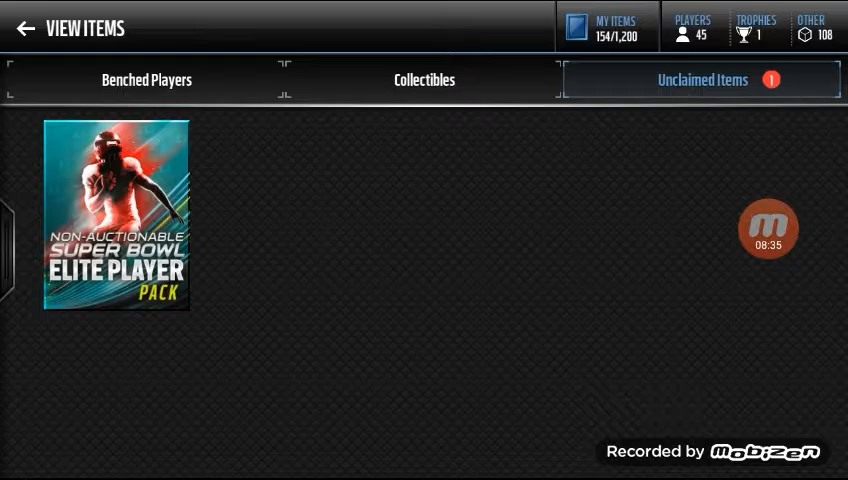 VIEW ITEMS
MY ITEMS
154/1,200
PLAYERS
45
TROPHIES
1
OTHER
108
Benched Players
Collectibles
Unclaimed Items
1
NON-AUCTIONABLE
SUPER BOWL
ELITE PLAYER
PACK
08:35
Recorded by mobizen